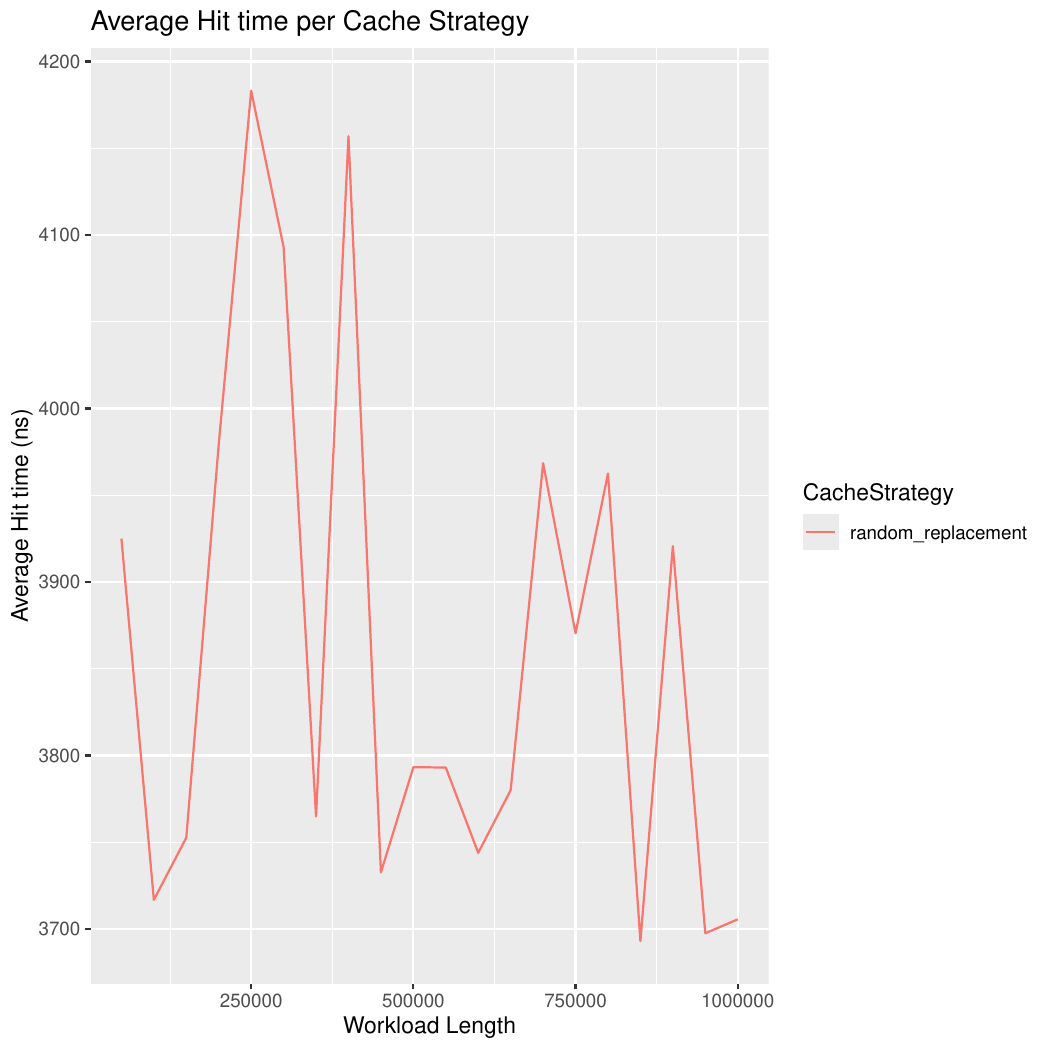 Average Hit time per Cache Strategy
Average Hit time (ns)
4200
4100
4000
3900
3800
3700
250000
500000
750000
1000000
Workload Length
CacheStrategy
random_replacement